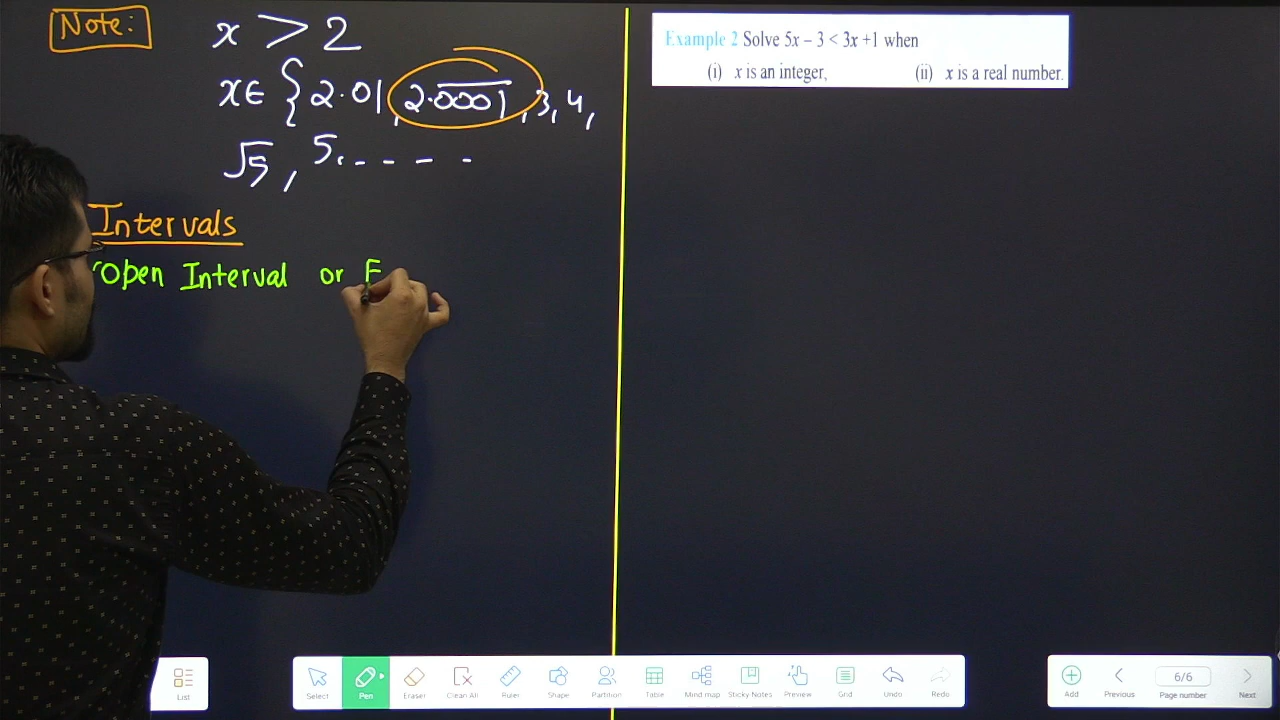 Note:
x > 2
x ∈ { 2.01, 2.0001, 3, 4,
√5, 5, - - - -
Intervals
Open Interval or F
Example 2 Solve 5x – 3 < 3x +1 when
(i) x is an integer, (ii) x is a real number.
List
Select Pen Eraser Clean All Ruler Shape Partition Table Mind map Sticky Notes Preview Grid Undo Redo
Add Previous 6/6 Page number Next